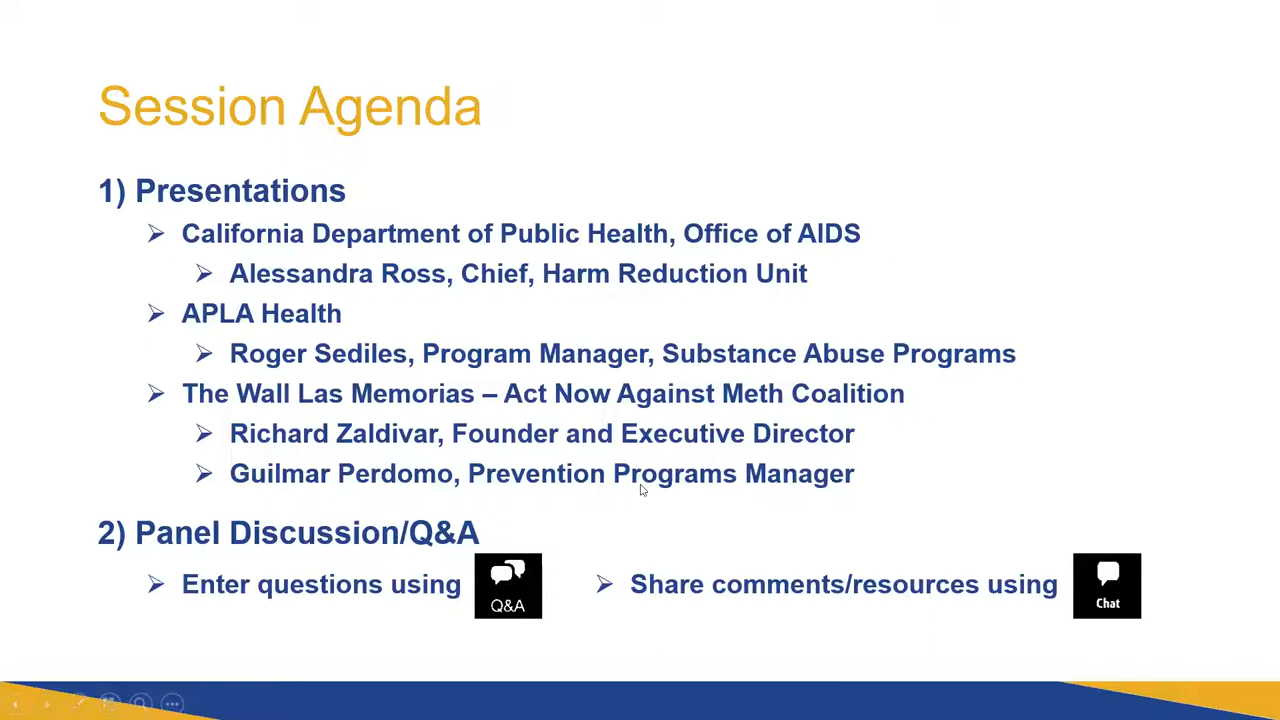 Session Agenda
1) Presentations
California Department of Public Health, Office of AIDS
Alessandra Ross, Chief, Harm Reduction Unit
APLA Health
Roger Sediles, Program Manager, Substance Abuse Programs
The Wall Las Memorias – Act Now Against Meth Coalition
Richard Zaldivar, Founder and Executive Director
Guilmar Perdomo, Prevention Programs Manager
2) Panel Discussion/Q&A
Enter questions using
Q&A
Share comments/resources using
Chat